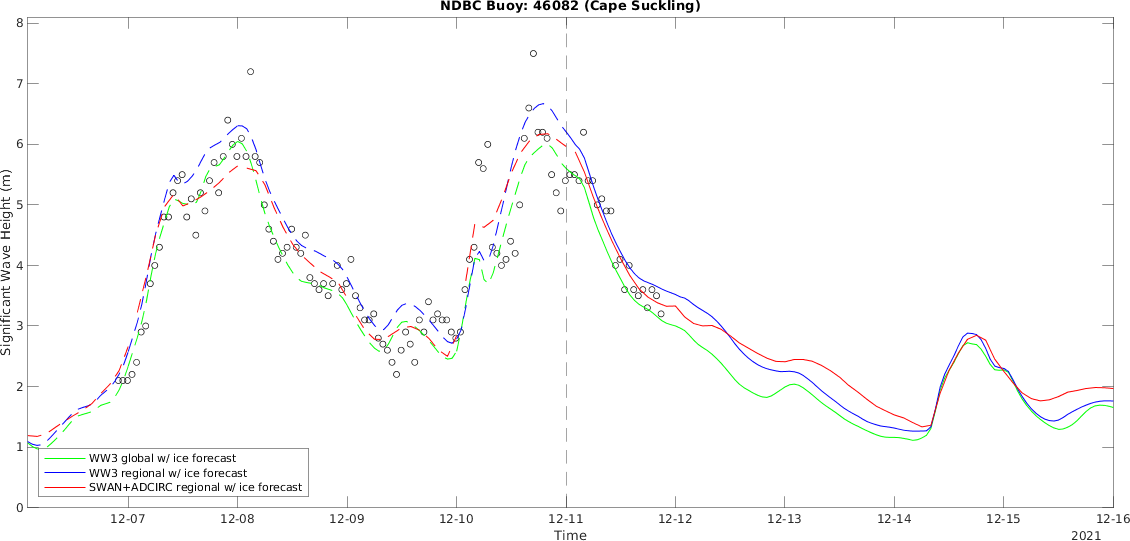 NDBC Buoy: 46082 (Cape Suckling)
8
7
6
5
4
3
2
1
0
Significant Wave Height (m)
WW3 global w/ ice forecast
WW3 regional w/ ice forecast
SWAN+ADCIRC regional w/ ice forecast
12-07 12-08 12-09 12-10 12-11 12-12 12-13 12-14 12-15 12-16
Time
2021